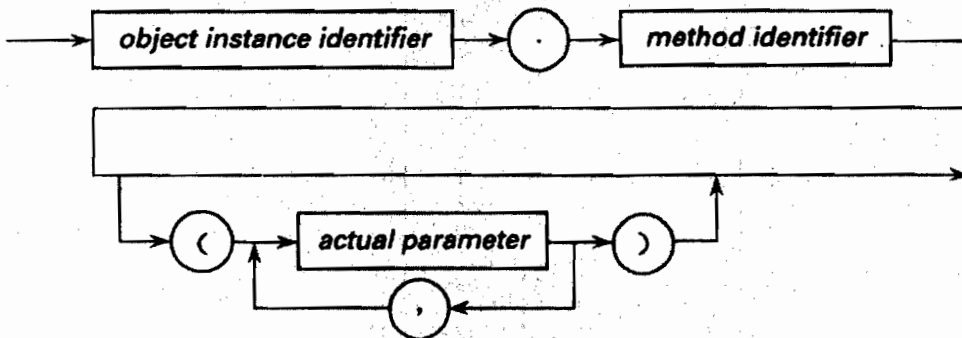 object instance identifier . method identifier
( actual parameter )
,